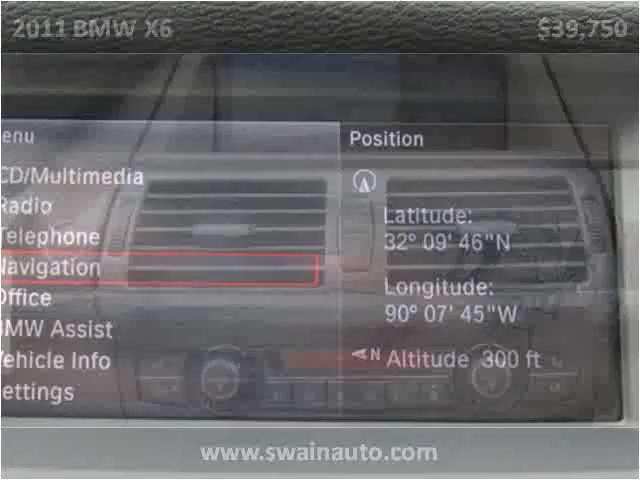 2011 BMW X6 $39,750
enu
Position
CD/Multimedia
Radio
Telephone
Navigation
Office
BMW Assist
Vehicle Info
ettings
Latitude:
32° 09' 46"N
Longitude:
90° 07' 45"W
N Altitude 300 ft
www.swainauto.com